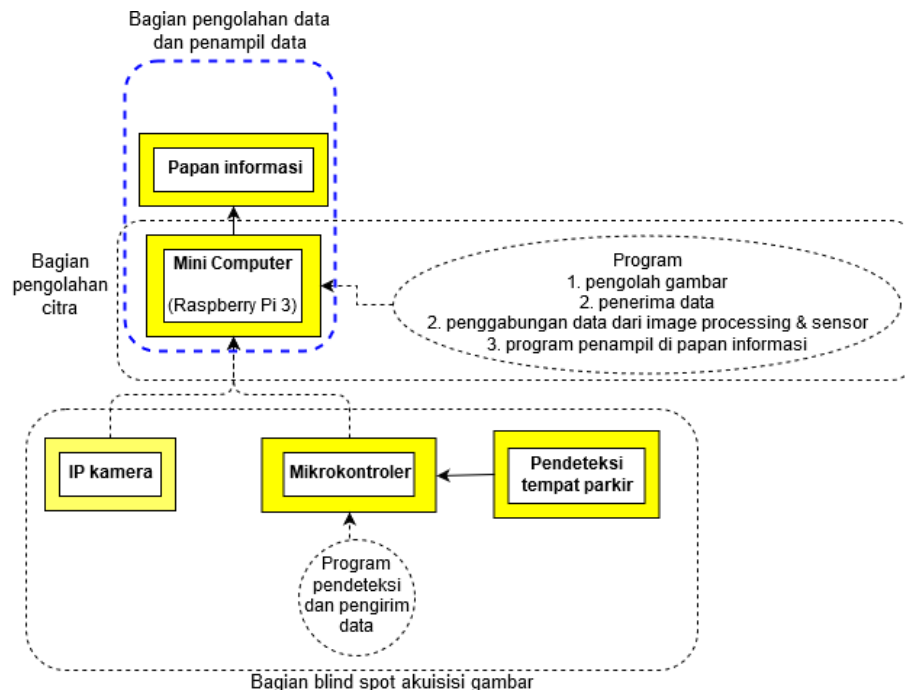 Bagian pengolahan data
dan penampil data
Papan informasi
Bagian
pengolahan
citra
Mini Computer
(Raspberry Pi 3)
Program
1. pengolah gambar
2. penerima data
2. penggabungan data dari image processing & sensor
3. program penampil di papan informasi
IP kamera
Mikrokontroler
Pendeteksi
tempat parkir
Program
pendeteksi
dan pengirim
data
Bagian blind spot akuisisi gambar